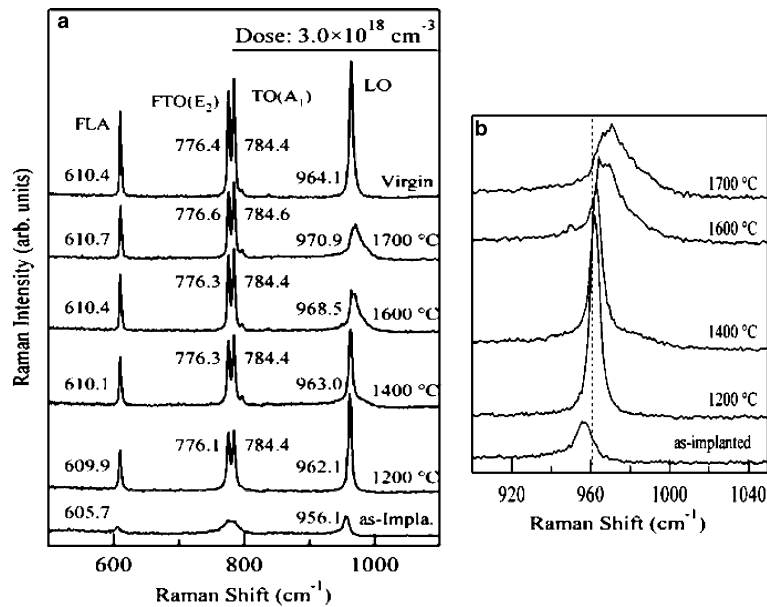 a
Dose: 3.0×10¹⁸ cm⁻³
LO
FTO(E₂) TO(A₁)
FLA
610.4 776.4 784.4 964.1 Virgin
610.7 776.6 784.6 970.9 1700 °C
610.4 776.3 784.4 968.5 1600 °C
610.1 776.3 784.4 963.0 1400 °C
609.9 776.1 784.4 962.1 1200 °C
605.7 956.1 as-Impla.
600 800 1000
Raman Shift (cm⁻¹)
Raman Intensity (arb. units)
b
1700 °C
1600 °C
1400 °C
1200 °C
as-implanted
920 960 1000 1040
Raman Shift (cm⁻¹)